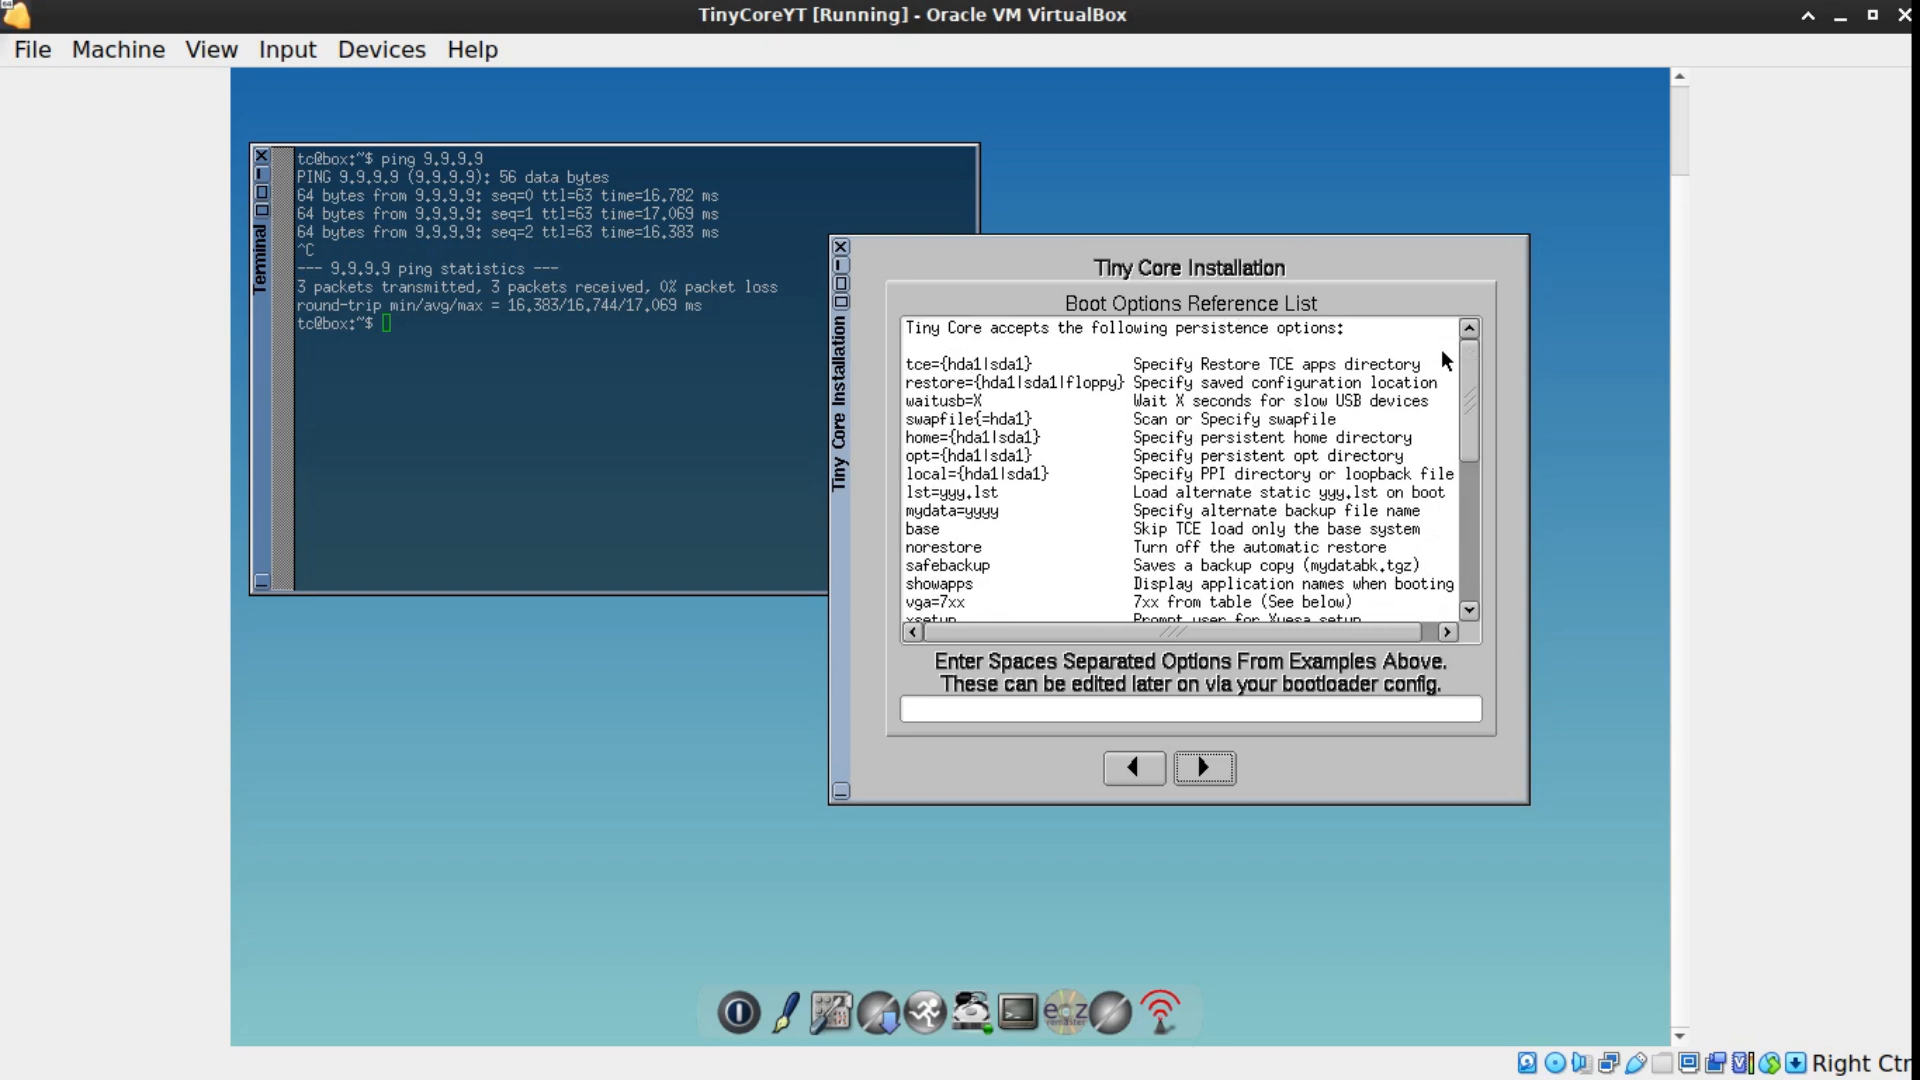 TinyCoreYT [Running] - Oracle VM VirtualBox
File Machine View Input Devices Help
Terminal
tc@box:~$ ping 9.9.9.9
PING 9.9.9.9 (9.9.9.9): 56 data bytes
64 bytes from 9.9.9.9: seq=0 ttl=63 time=16.782 ms
64 bytes from 9.9.9.9: seq=1 ttl=63 time=17.069 ms
64 bytes from 9.9.9.9: seq=2 ttl=63 time=16.383 ms
^C
--- 9.9.9.9 ping statistics ---
3 packets transmitted, 3 packets received, 0% packet loss
round-trip min/avg/max = 16.383/16.744/17.069 ms
tc@box:~$
Tiny Core Installation
Tiny Core Installation
Boot Options Reference List
Tiny Core accepts the following persistence options:
tce={hda1|sda1} Specify Restore TCE apps directory
restore={hda1|sda1|floppy} Specify saved configuration location
waitusb=X Wait X seconds for slow USB devices
swapfile{=hda1} Scan or Specify swapfile
home={hda1|sda1} Specify persistent home directory
opt={hda1|sda1} Specify persistent opt directory
local={hda1|sda1} Specify PPI directory or loopback file
lst=yyy.lst Load alternate static yyy.lst on boot
mydata=yyyy Specify alternate backup file name
base Skip TCE load only the base system
norestore Turn off the automatic restore
safebackup Saves a backup copy (mydatabk.tgz)
showapps Display application names when booting
vga=7xx 7xx from table (See below)
xsetup Prompt user for Xvesa setup
Enter Spaces Separated Options From Examples Above.
These can be edited later on via your bootloader config.
Right Ctr